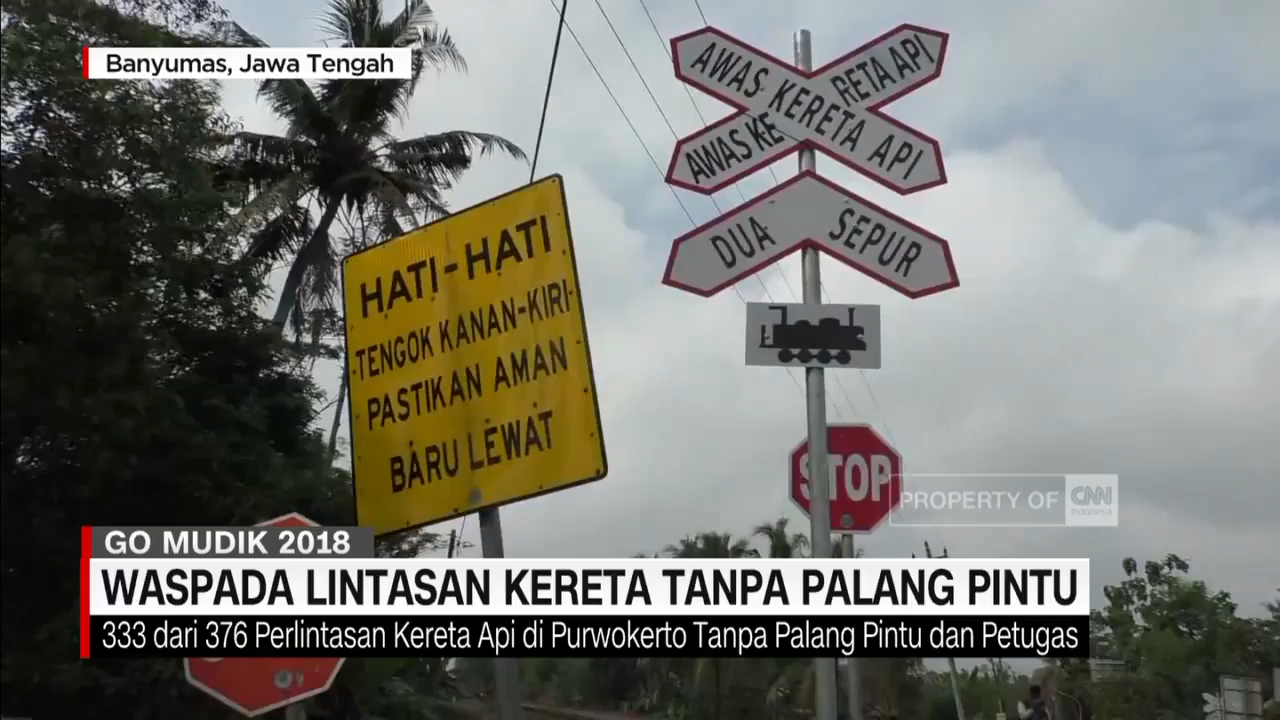 Banyumas, Jawa Tengah
AWAS KERETA API
AWAS KE RETA API
DUA SEPUR
HATI-HATI
TENGOK KANAN-KIRI
PASTIKAN AMAN
BARU LEWAT
STOP
PROPERTY OF CNN Indonesia
GO MUDIK 2018
WASPADA LINTASAN KERETA TANPA PALANG PINTU
333 dari 376 Perlintasan Kereta Api di Purwokerto Tanpa Palang Pintu dan Petugas